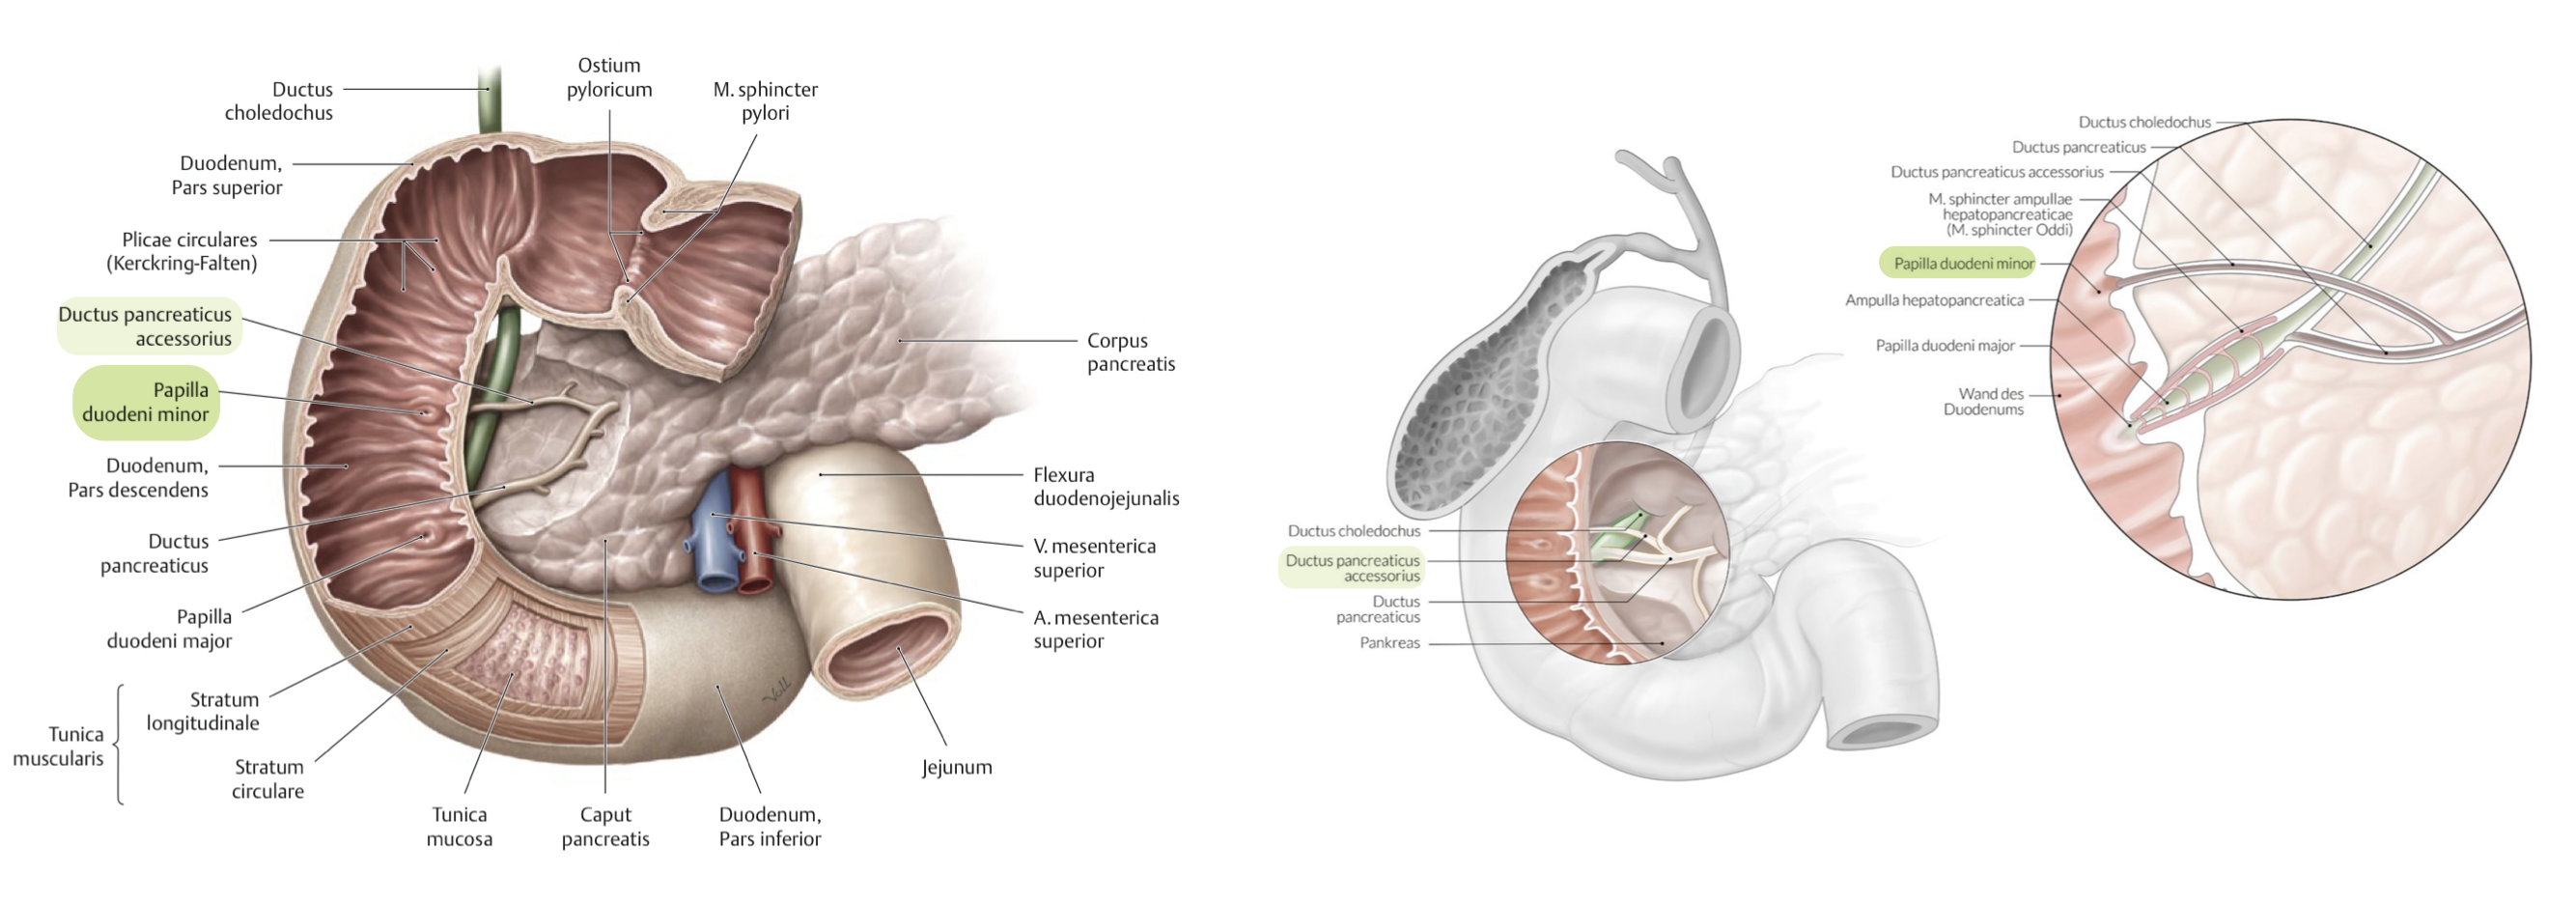 Ductus
choledochus
Duodenum,
Pars superior
Plicae circulares
(Kerckring-Falten)
Ductus pancreaticus
accessorius
Papilla
duodeni minor
Duodenum,
Pars descendens
Ductus
pancreaticus
Papilla
duodeni major
Tunica
muscularis
Stratum
longitudinale
Stratum
circulare
Ostium
pyloricum
M. sphincter
pylori
Corpus
pancreatis
Flexura
duodenojejunalis
V. mesenterica
superior
A. mesenterica
superior
Jejunum
Tunica
mucosa
Caput
pancreatis
Duodenum,
Pars inferior
Voll
Ductus choledochus
Ductus pancreaticus
accessorius
Ductus
pancreaticus
Pankreas
Ductus choledochus
Ductus pancreaticus
Ductus pancreaticus accessorius
M. sphincter ampullae
hepatopancreaticae
(M. sphincter Oddi)
Papilla duodeni minor
Ampulla hepatopancreatica
Papilla duodeni major
Wand des
Duodenums